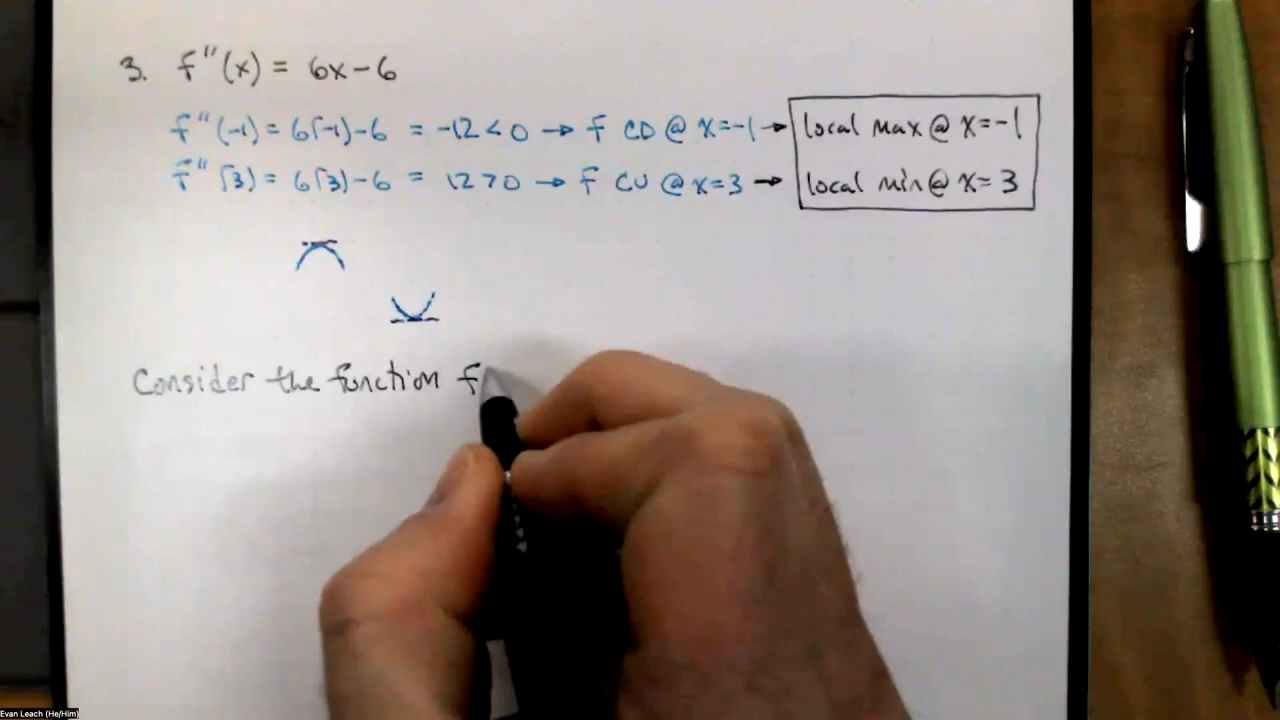 3. f''(x) = 6x-6
f''(-1) = 6(-1)-6 = -12 < 0 → f CD @ x=-1 → local max @ x=-1
f''(3) = 6(3)-6 = 12 > 0 → f CU @ x=3 → local min @ x=3
Consider the function f
Evan Leach (He/Him)